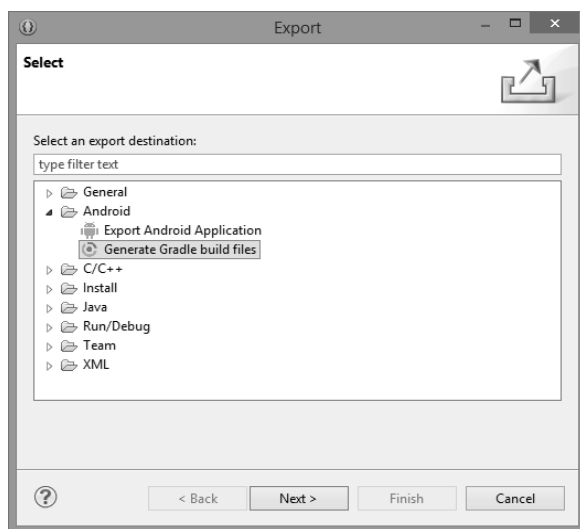 Export
Select
Select an export destination:
type filter text
General
Android
Export Android Application
Generate Gradle build files
C/C++
Install
Java
Run/Debug
Team
XML
? < Back Next > Finish Cancel